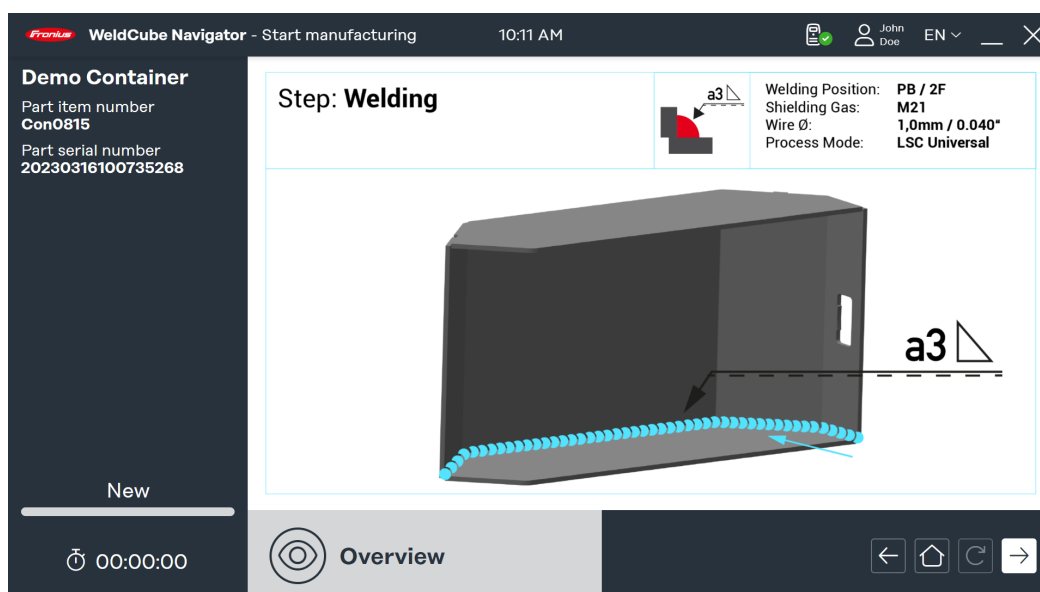 Fronius WeldCube Navigator - Start manufacturing 10:11 AM John Doe EN
Demo Container
Part item number
Con0815
Part serial number
20230316100735268
New
00:00:00
Step: Welding
a3
Welding Position: PB / 2F
Shielding Gas: M21
Wire Ø: 1,0mm / 0.040“
Process Mode: LSC Universal
a3
Overview